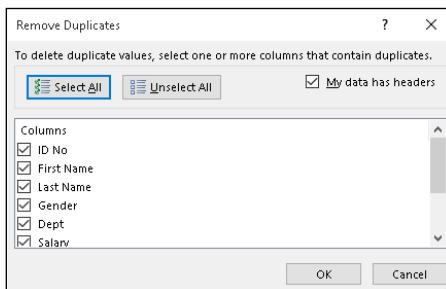 Remove Duplicates ? X
To delete duplicate values, select one or more columns that contain duplicates.
Select All Unselect All My data has headers
Columns
ID No
First Name
Last Name
Gender
Dept
Salary
OK Cancel